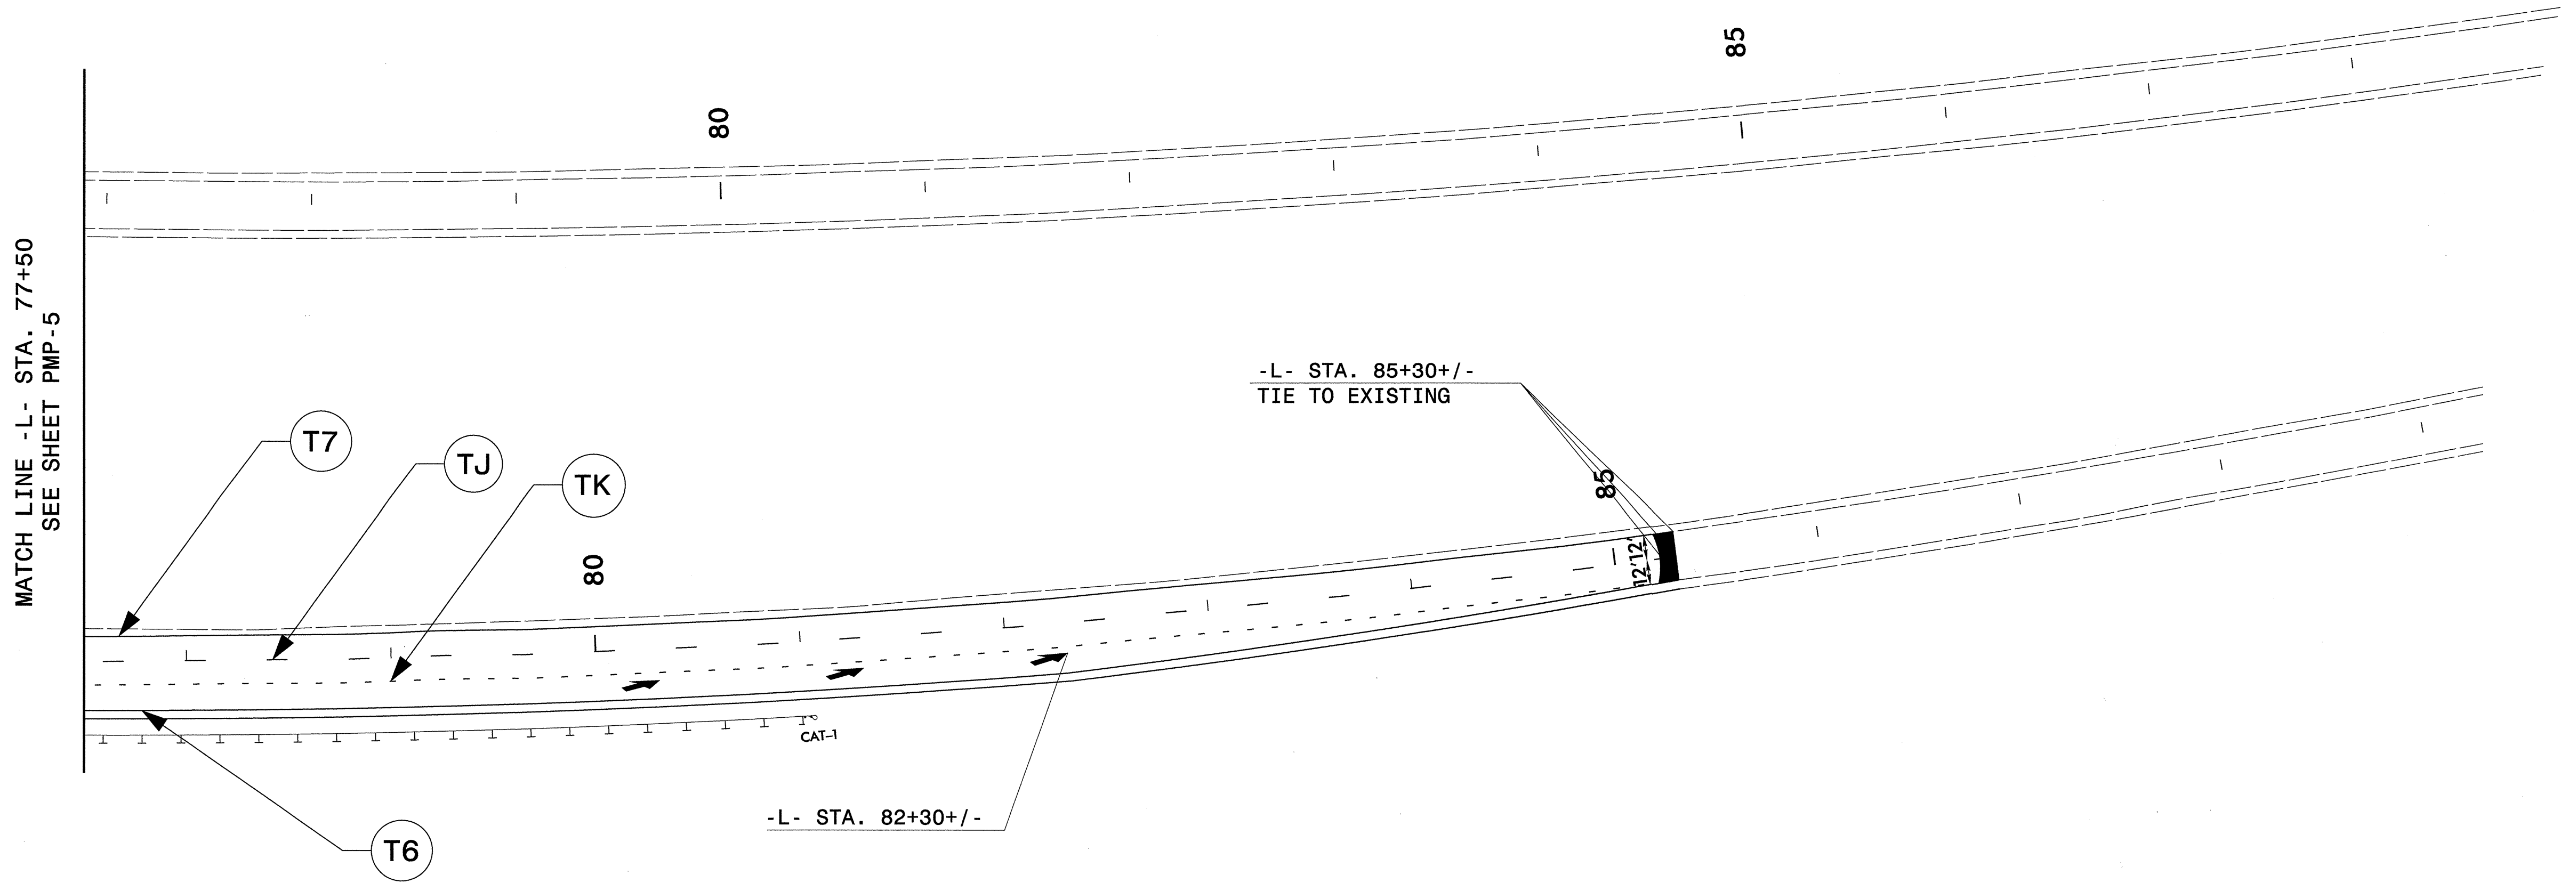 85
80
MATCH LINE -L- STA. 77+50
SEE SHEET PMP-5
-L- STA. 85+30+/-
TIE TO EXISTING
T7
TJ
TK
85
80
12'
12'
CAT-1
-L- STA. 82+30+/-
T6